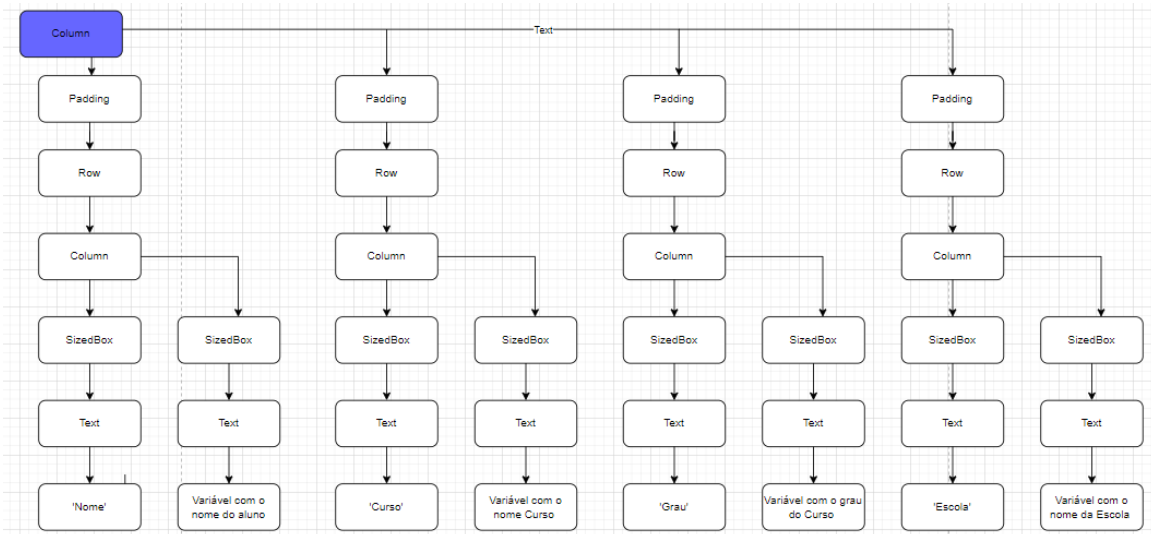 Column
Text
Padding
Padding
Padding
Padding
Row
Row
Row
Row
Column
Column
Column
Column
SizedBox
SizedBox
SizedBox
SizedBox
SizedBox
SizedBox
SizedBox
SizedBox
Text
Text
Text
Text
Text
Text
Text
Text
'Nome'
Variável com o
nome do aluno
'Curso'
Variável com o
nome Curso
'Grau'
Variável com o grau
do Curso
'Escola'
Variável com o
nome da Escola